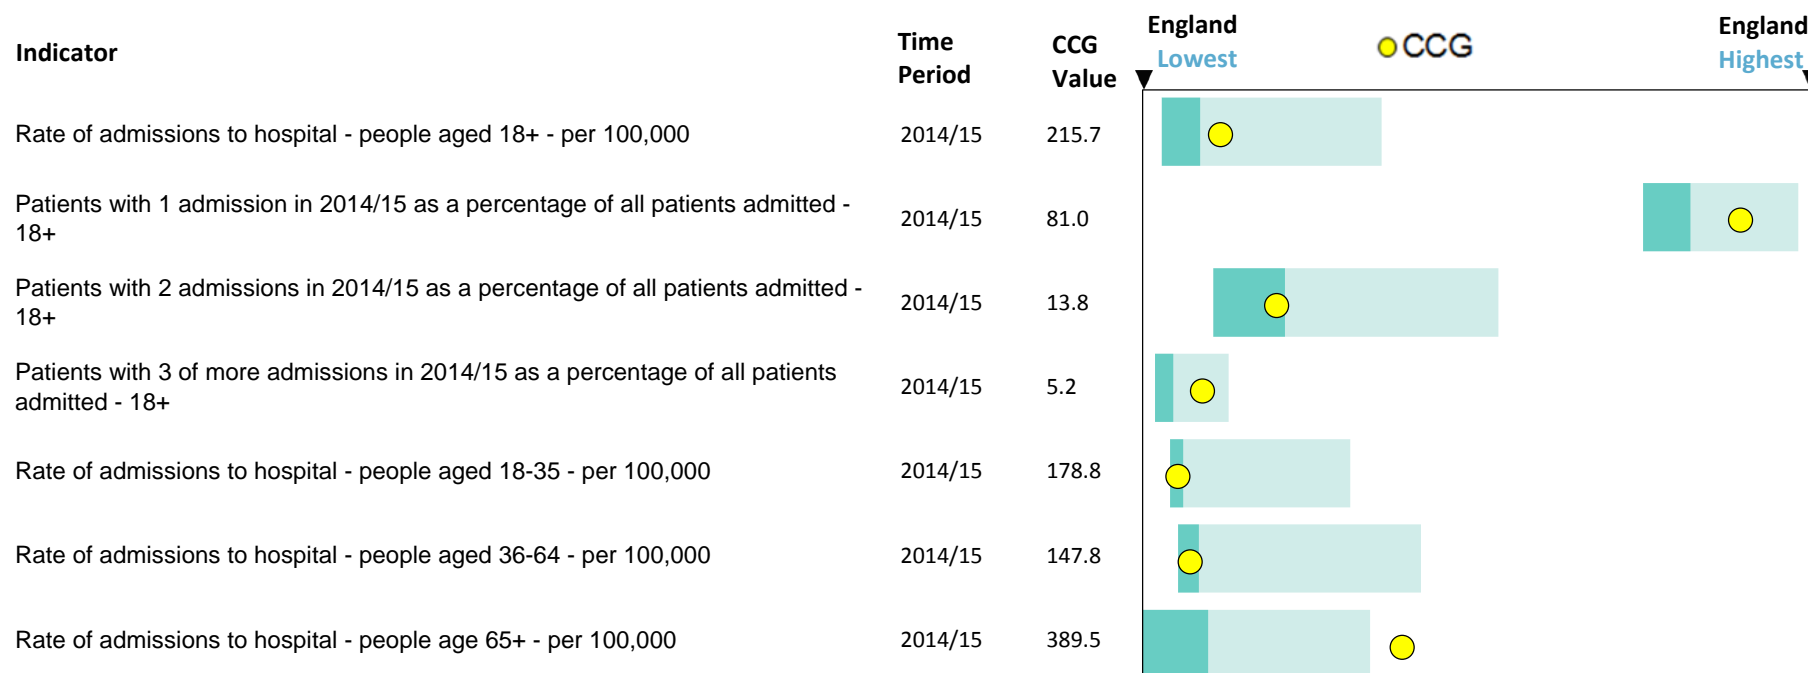 Indicator
Time
Period
CCG
Value
England
Lowest
CCG
England
Highest
Rate of admissions to hospital - people aged 18+ - per 100,000 2014/15 215.7
Patients with 1 admission in 2014/15 as a percentage of all patients admitted -
18+
2014/15 81.0
Patients with 2 admissions in 2014/15 as a percentage of all patients admitted -
18+
2014/15 13.8
Patients with 3 of more admissions in 2014/15 as a percentage of all patients
admitted - 18+
2014/15 5.2
Rate of admissions to hospital - people aged 18-35 - per 100,000 2014/15 178.8
Rate of admissions to hospital - people aged 36-64 - per 100,000 2014/15 147.8
Rate of admissions to hospital - people age 65+ - per 100,000 2014/15 389.5